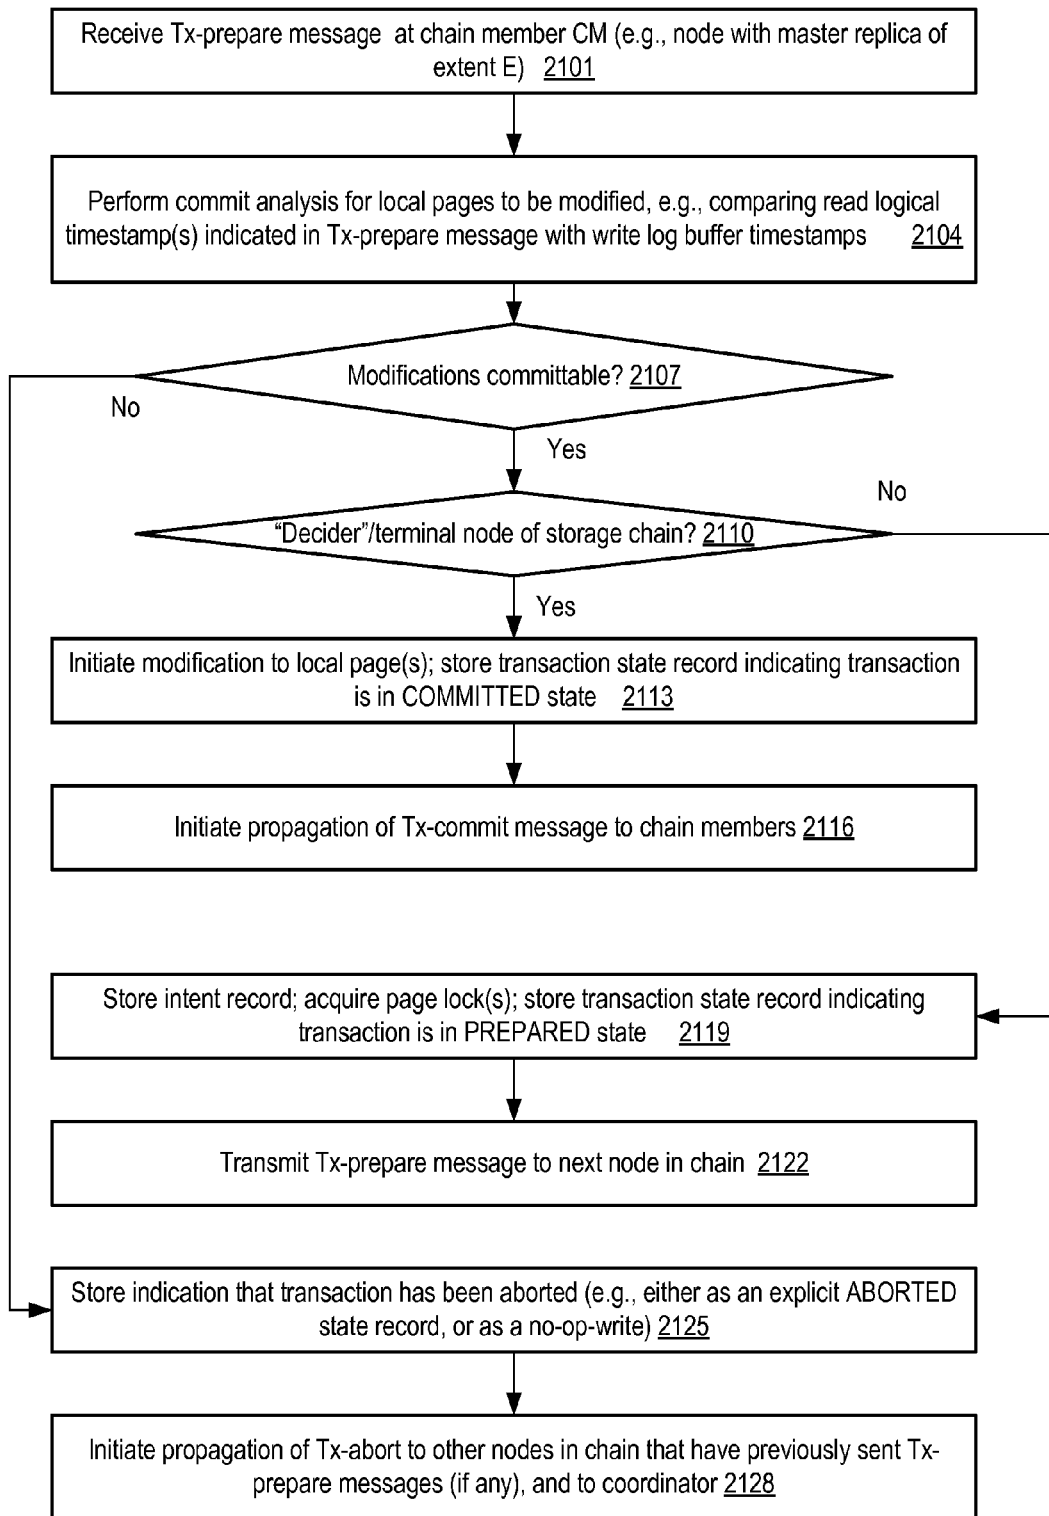 Receive Tx-prepare message at chain member CM (e.g., node with master replica of
extent E) 2101
Perform commit analysis for local pages to be modified, e.g., comparing read logical
timestamp(s) indicated in Tx-prepare message with write log buffer timestamps 2104
Modifications committable? 2107
No
Yes
No
“Decider”/terminal node of storage chain? 2110
Yes
Initiate modification to local page(s); store transaction state record indicating transaction
is in COMMITTED state 2113
Initiate propagation of Tx-commit message to chain members 2116
Store intent record; acquire page lock(s); store transaction state record indicating
transaction is in PREPARED state 2119
Transmit Tx-prepare message to next node in chain 2122
Store indication that transaction has been aborted (e.g., either as an explicit ABORTED
state record, or as a no-op-write) 2125
Initiate propagation of Tx-abort to other nodes in chain that have previously sent Tx-
prepare messages (if any), and to coordinator 2128